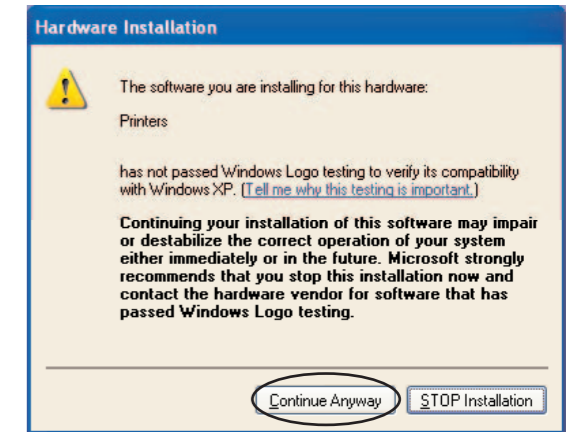 Hardware Installation
The software you are installing for this hardware:
Printers
has not passed Windows Logo testing to verify its compatibility
with Windows XP. (Tell me why this testing is important.)
Continuing your installation of this software may impair
or destabilize the correct operation of your system
either immediately or in the future. Microsoft strongly
recommends that you stop this installation now and
contact the hardware vendor for software that has
passed Windows Logo testing.
Continue Anyway STOP Installation